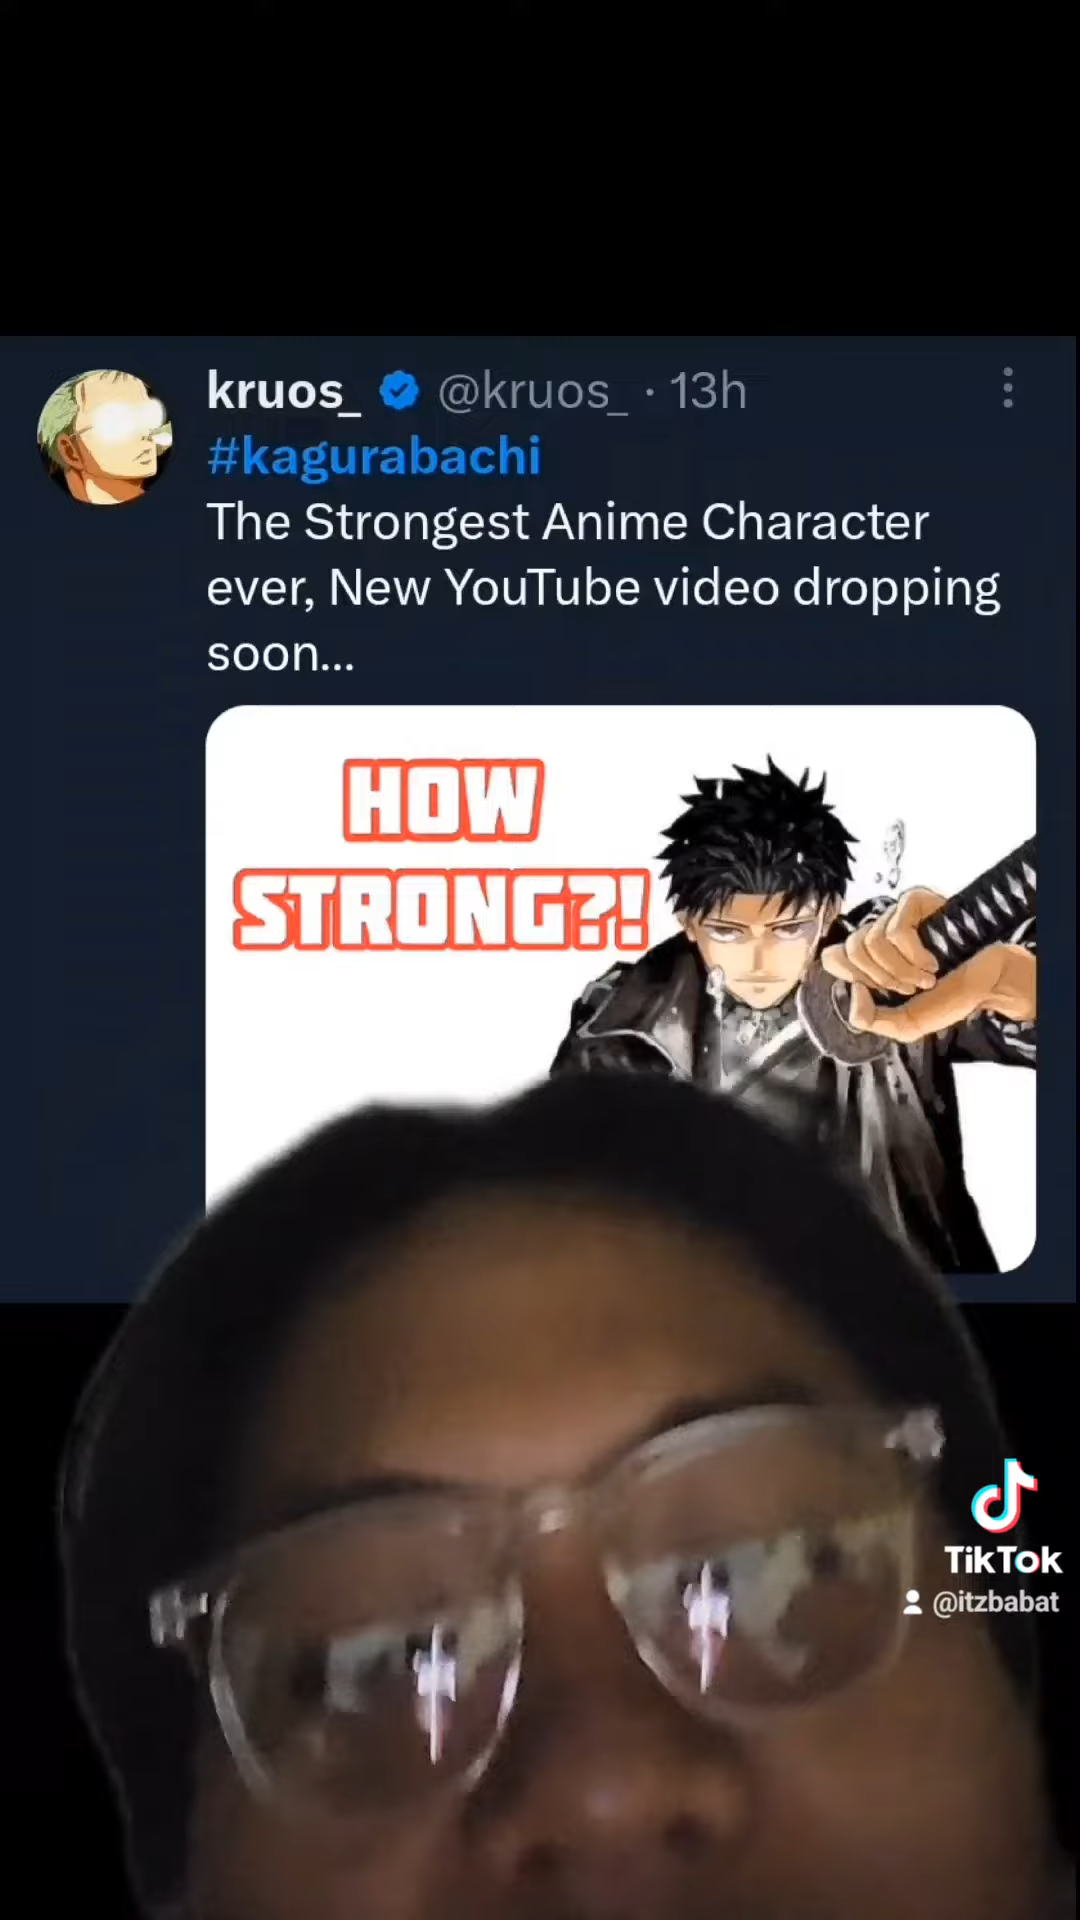 kruos_ @kruos_ · 13h
#kagurabachi
The Strongest Anime Character
ever, New YouTube video dropping
soon...
HOW
STRONG?!
TikTok
@itzbabat